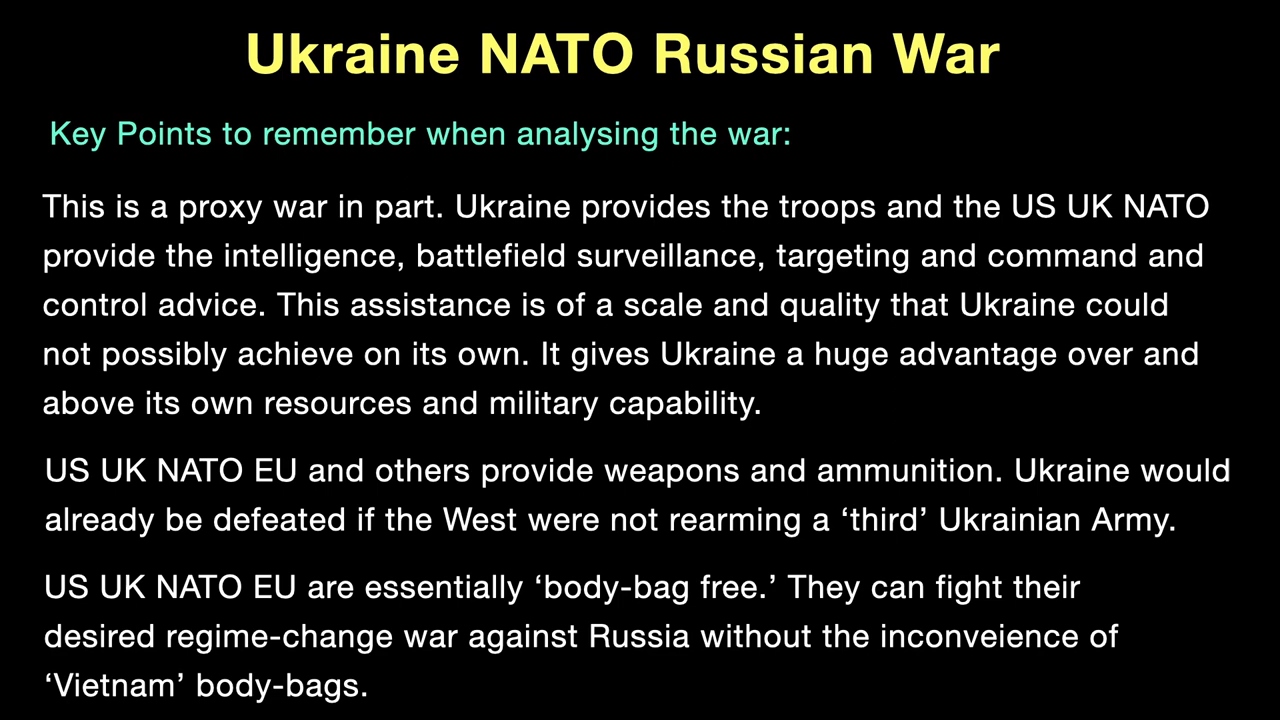 Ukraine NATO Russian War
Key Points to remember when analysing the war:
This is a proxy war in part. Ukraine provides the troops and the US UK NATO
provide the intelligence, battlefield surveillance, targeting and command and
control advice. This assistance is of a scale and quality that Ukraine could
not possibly achieve on its own. It gives Ukraine a huge advantage over and
above its own resources and military capability.
US UK NATO EU and others provide weapons and ammunition. Ukraine would
already be defeated if the West were not rearming a ‘third’ Ukrainian Army.
US UK NATO EU are essentially ‘body-bag free.’ They can fight their
desired regime-change war against Russia without the inconveience of
‘Vietnam’ body-bags.